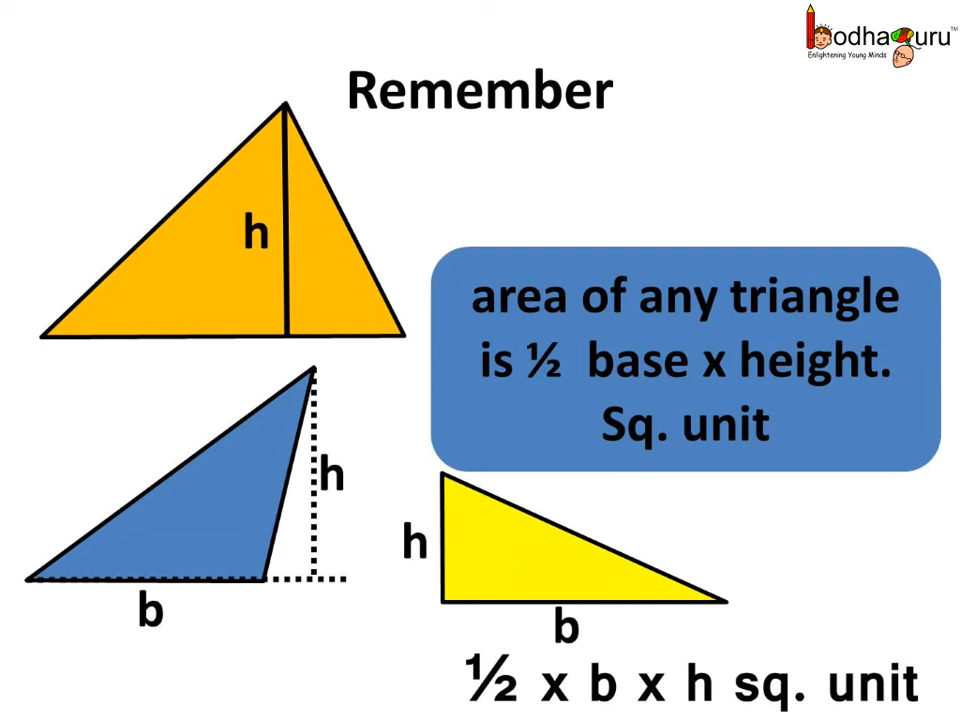 bodhaguru™
Enlightening Young Minds
Remember
h
area of any triangle
is ½ base x height.
Sq. unit
h
b
h
b
½ x b x h sq. unit